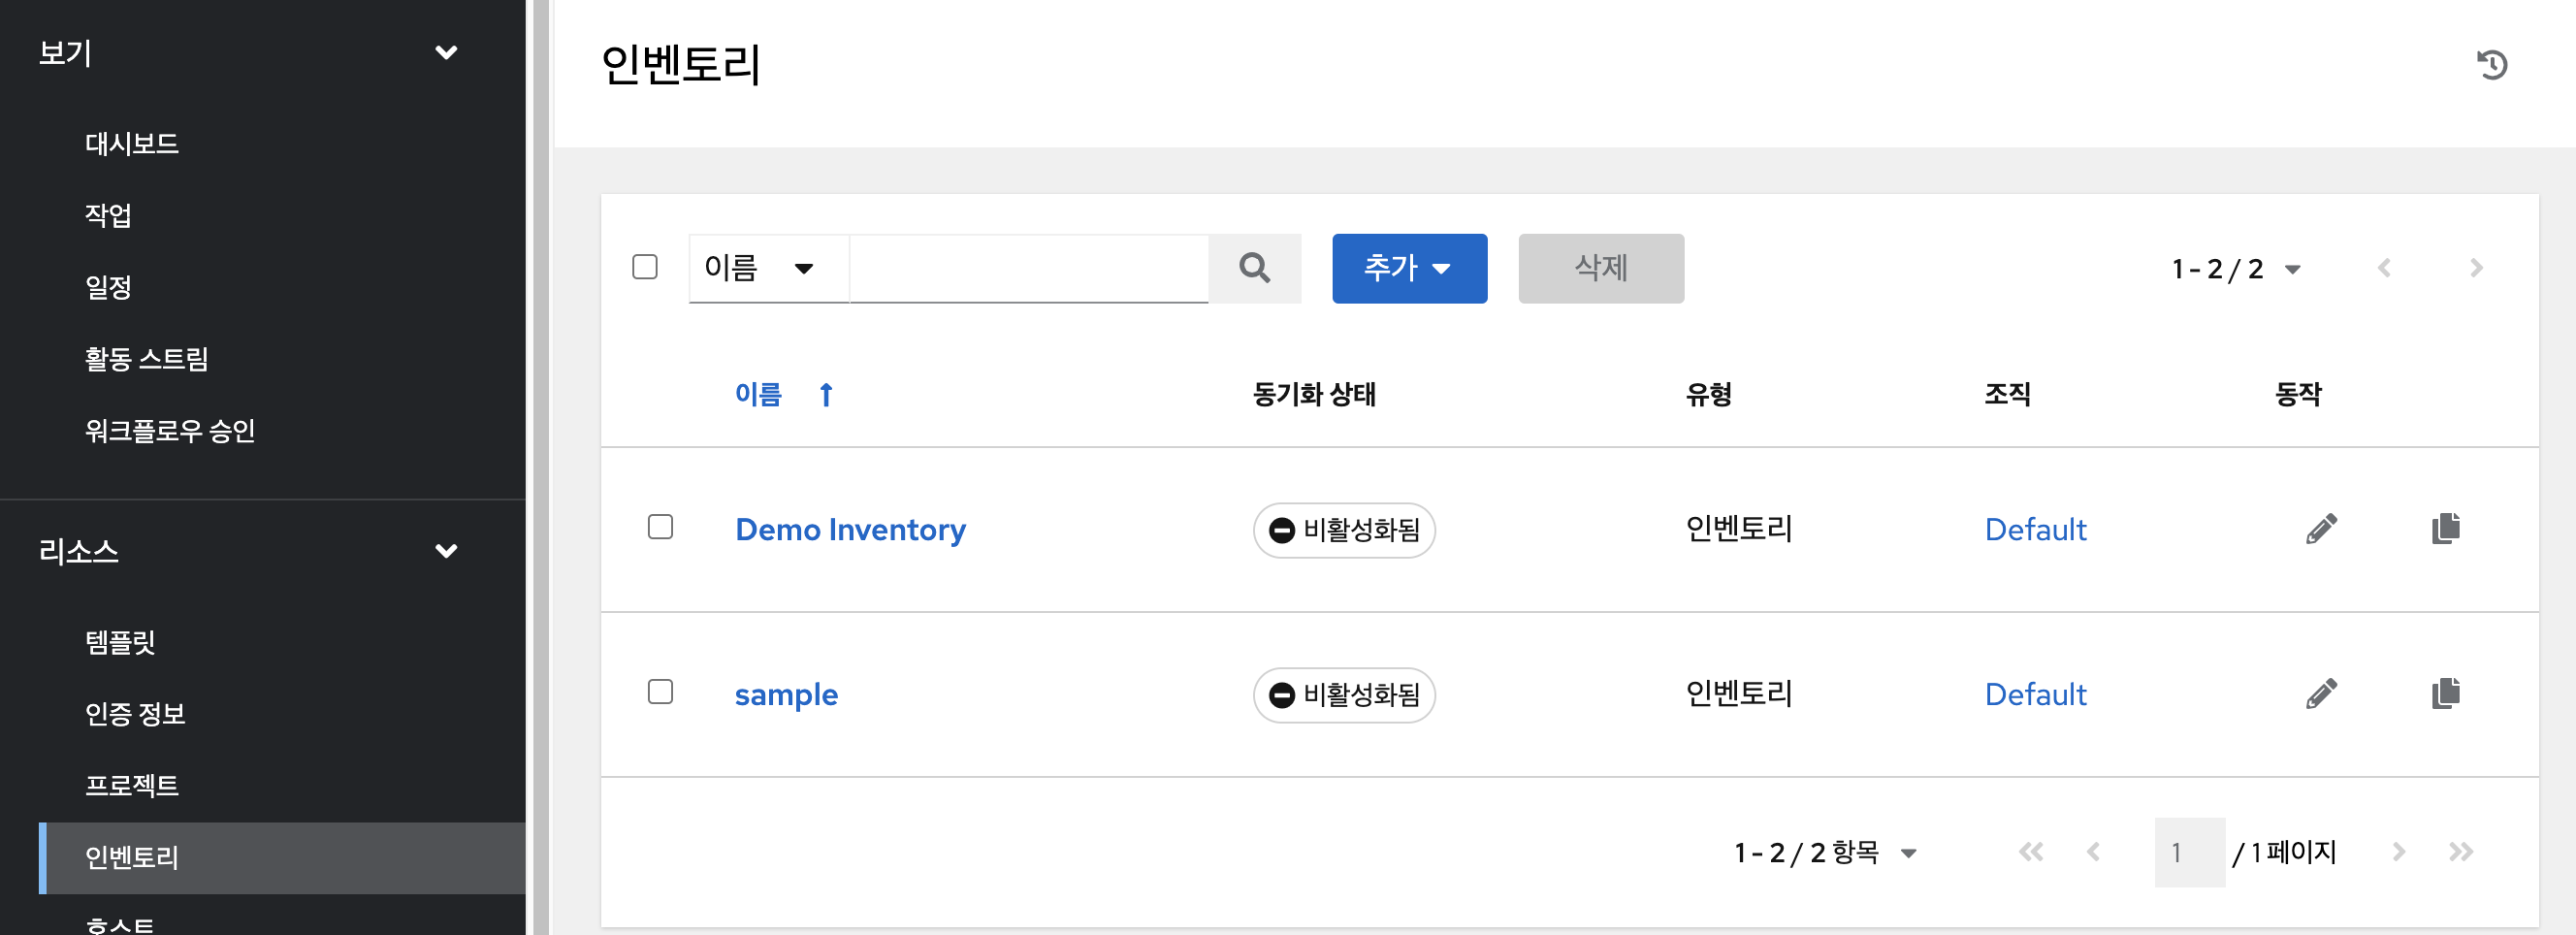 보기
대시보드
작업
일정
활동 스트림
워크플로우 승인
리소스
템플릿
인증 정보
프로젝트
인벤토리
호스트
인벤토리
이름 추가 삭제 1 - 2 / 2
이름 동기화 상태 유형 조직 동작
Demo Inventory 비활성화됨 인벤토리 Default
sample 비활성화됨 인벤토리 Default
1 - 2 / 2 항목 1 / 1 페이지